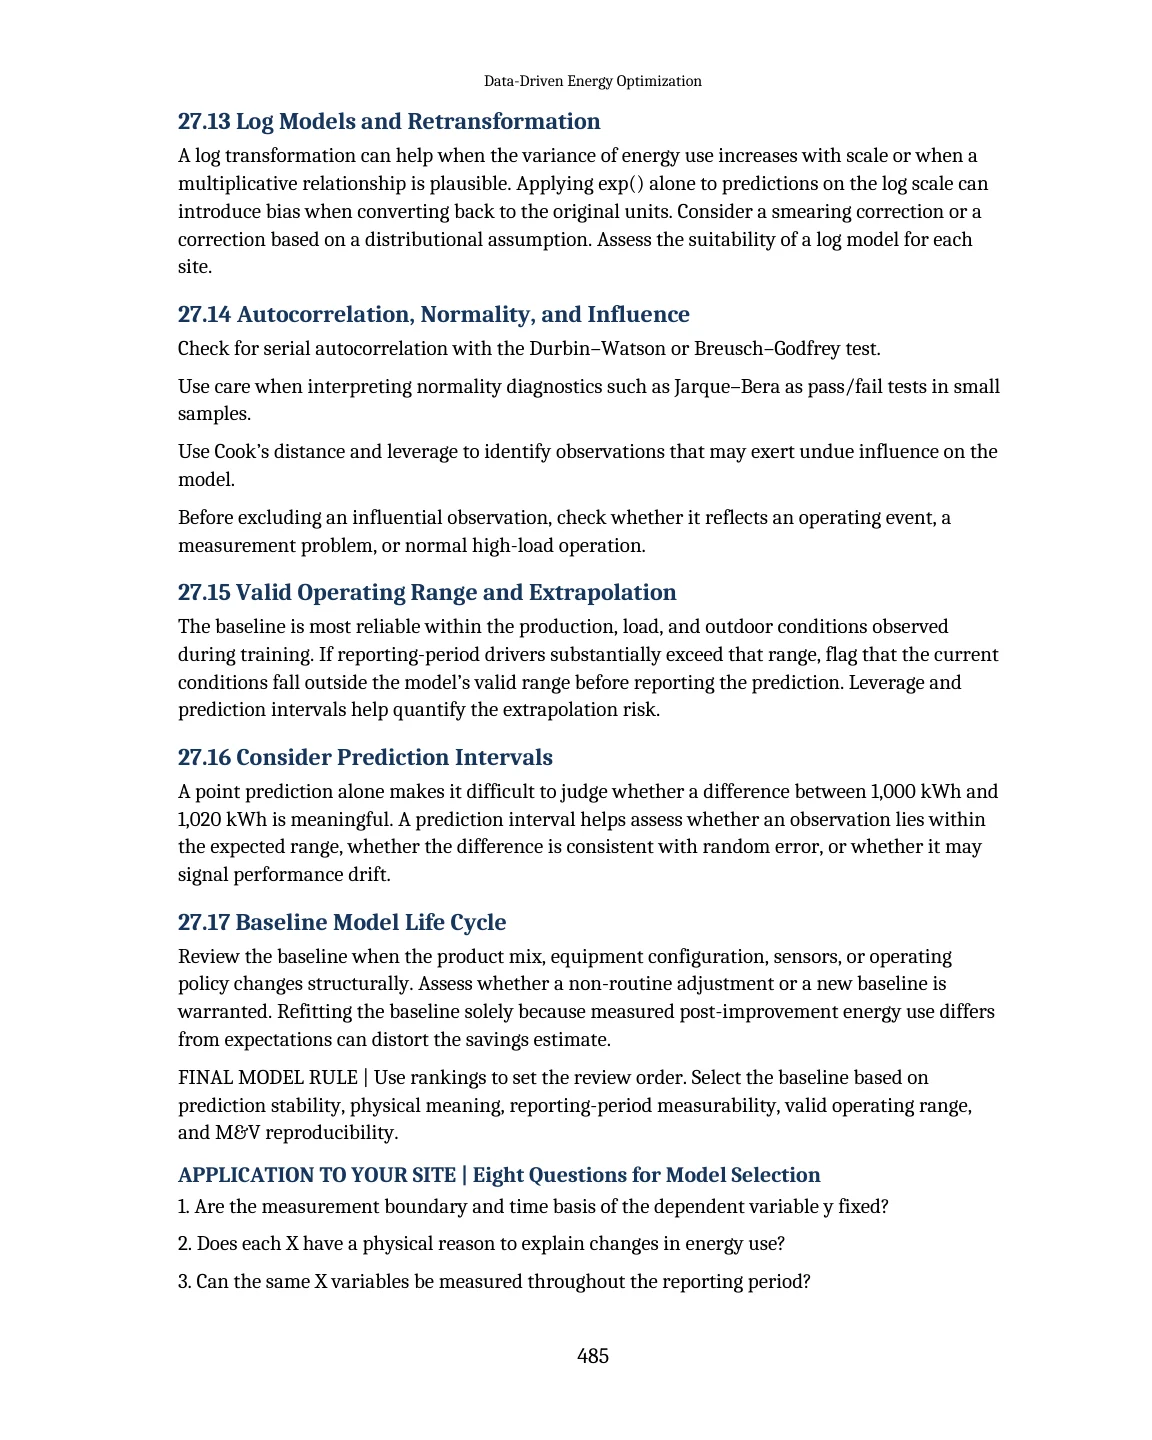 Data-Driven Energy Optimization
27.13 Log Models and Retransformation
A log transformation can help when the variance of energy use increases with scale or when a
multiplicative relationship is plausible. Applying exp() alone to predictions on the log scale can
introduce bias when converting back to the original units. Consider a smearing correction or a
correction based on a distributional assumption. Assess the suitability of a log model for each
site.
27.14 Autocorrelation, Normality, and Influence
Check for serial autocorrelation with the Durbin–Watson or Breusch–Godfrey test.
Use care when interpreting normality diagnostics such as Jarque–Bera as pass/fail tests in small
samples.
Use Cook’s distance and leverage to identify observations that may exert undue influence on the
model.
Before excluding an influential observation, check whether it reflects an operating event, a
measurement problem, or normal high-load operation.
27.15 Valid Operating Range and Extrapolation
The baseline is most reliable within the production, load, and outdoor conditions observed
during training. If reporting-period drivers substantially exceed that range, flag that the current
conditions fall outside the model’s valid range before reporting the prediction. Leverage and
prediction intervals help quantify the extrapolation risk.
27.16 Consider Prediction Intervals
A point prediction alone makes it difficult to judge whether a difference between 1,000 kWh and
1,020 kWh is meaningful. A prediction interval helps assess whether an observation lies within
the expected range, whether the difference is consistent with random error, or whether it may
signal performance drift.
27.17 Baseline Model Life Cycle
Review the baseline when the product mix, equipment configuration, sensors, or operating
policy changes structurally. Assess whether a non-routine adjustment or a new baseline is
warranted. Refitting the baseline solely because measured post-improvement energy use differs
from expectations can distort the savings estimate.
FINAL MODEL RULE | Use rankings to set the review order. Select the baseline based on
prediction stability, physical meaning, reporting-period measurability, valid operating range,
and M&V reproducibility.
APPLICATION TO YOUR SITE | Eight Questions for Model Selection
1. Are the measurement boundary and time basis of the dependent variable y fixed?
2. Does each X have a physical reason to explain changes in energy use?
3. Can the same X variables be measured throughout the reporting period?
485